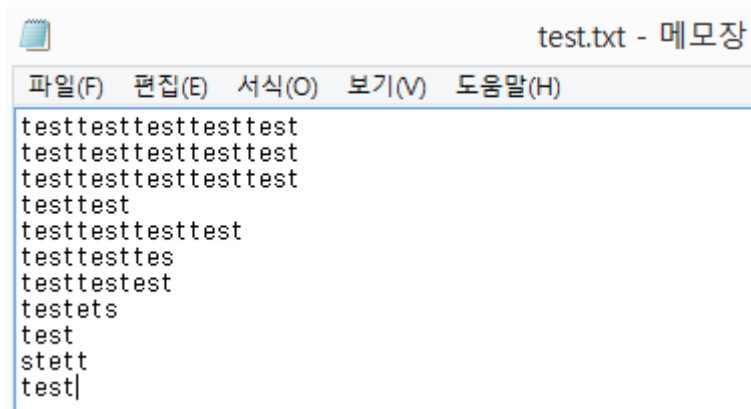 test.txt - 메모장
파일(F) 편집(E) 서식(O) 보기(V) 도움말(H)
testtesttesttesttest
testtesttesttesttest
testtesttesttesttest
testtest
testtesttesttest
testtesttes
testtestest
testets
test
stett
test